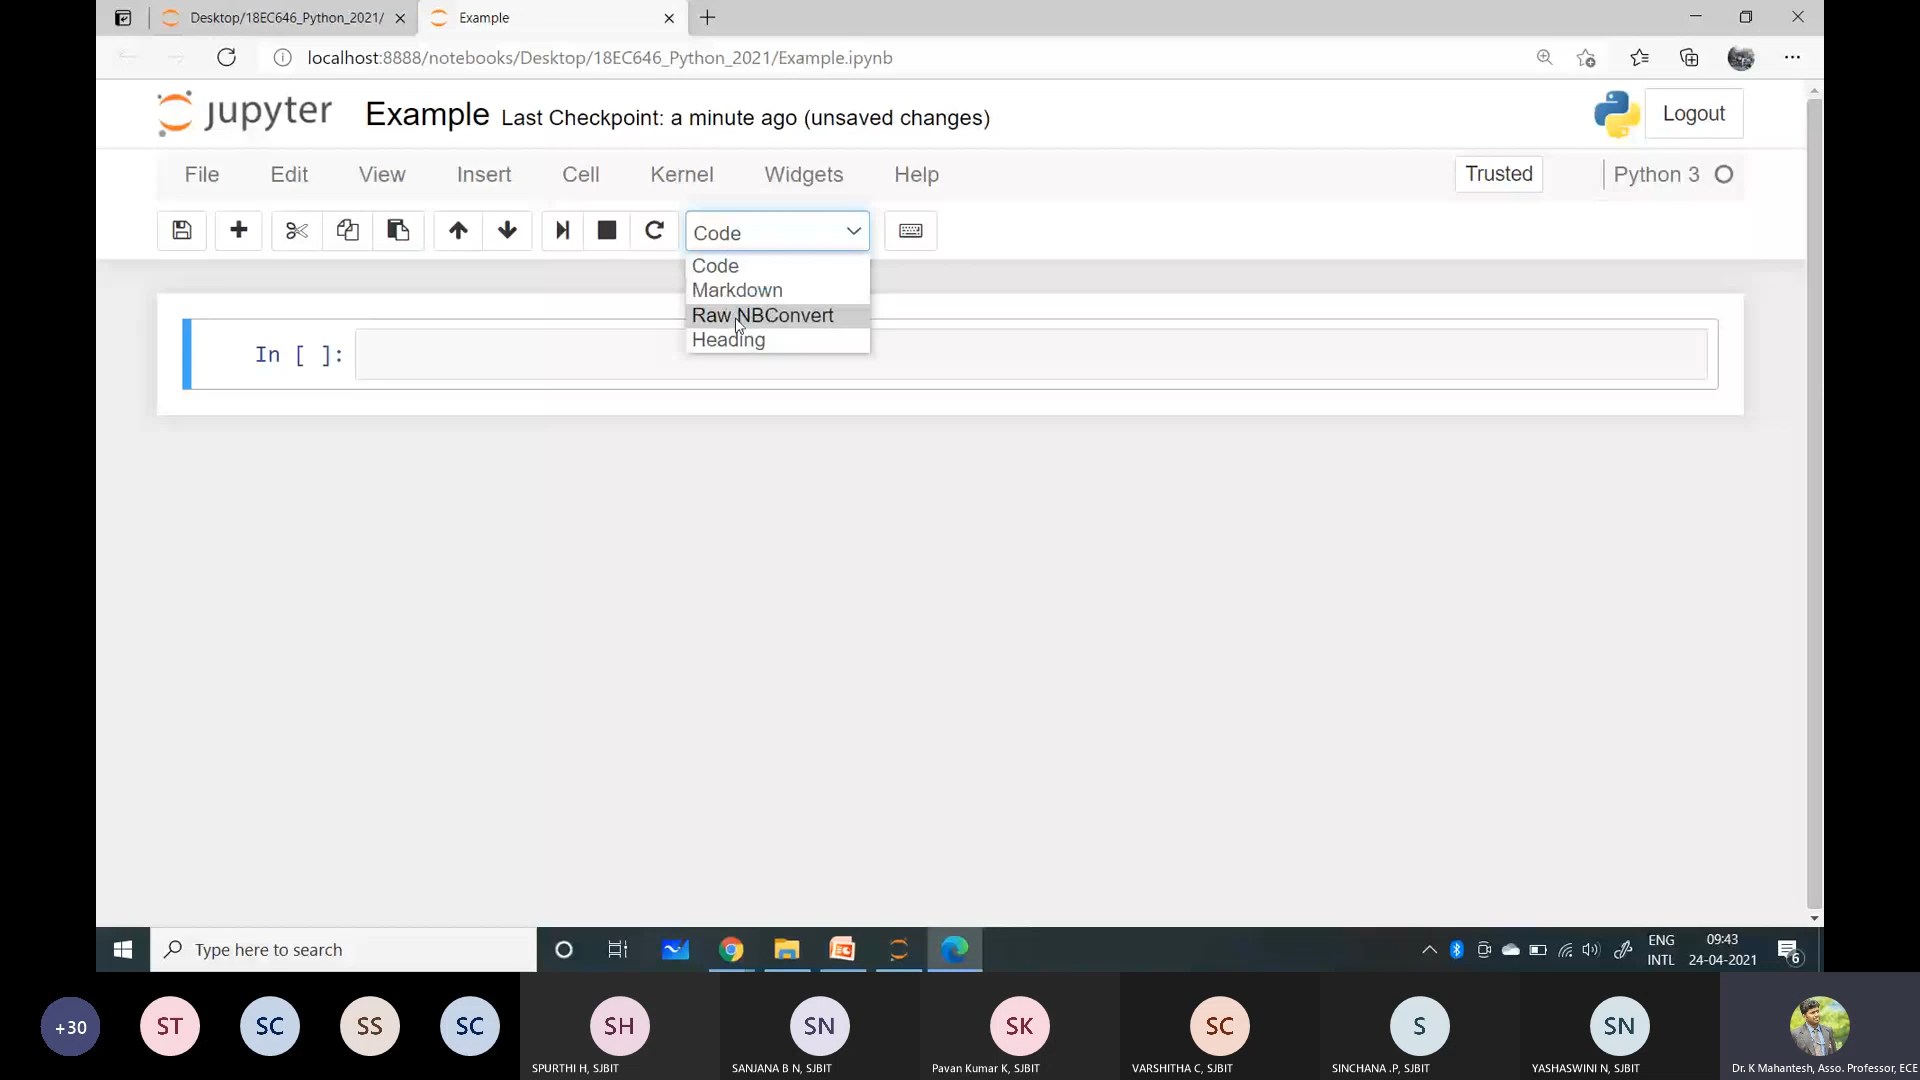 Desktop/18EC646_Python_2021/
Example
localhost:8888/notebooks/Desktop/18EC646_Python_2021/Example.ipynb
jupyter
Example Last Checkpoint: a minute ago (unsaved changes)
Logout
File Edit View Insert Cell Kernel Widgets Help
Trusted
Python 3
Code
Code
Markdown
Raw NBConvert
Heading
In [ ]:
Type here to search
ENG
INTL
09:43
24-04-2021
6
+30
ST
SC
SS
SC
SH
SPURTHI H, SJBIT
SN
SANJANA B N, SJBIT
SK
Pavan Kumar K, SJBIT
SC
VARSHITHA C, SJBIT
S
SINCHANA .P, SJBIT
SN
YASHASWINI N, SJBIT
Dr. K Mahantesh, Asso. Professor, ECE